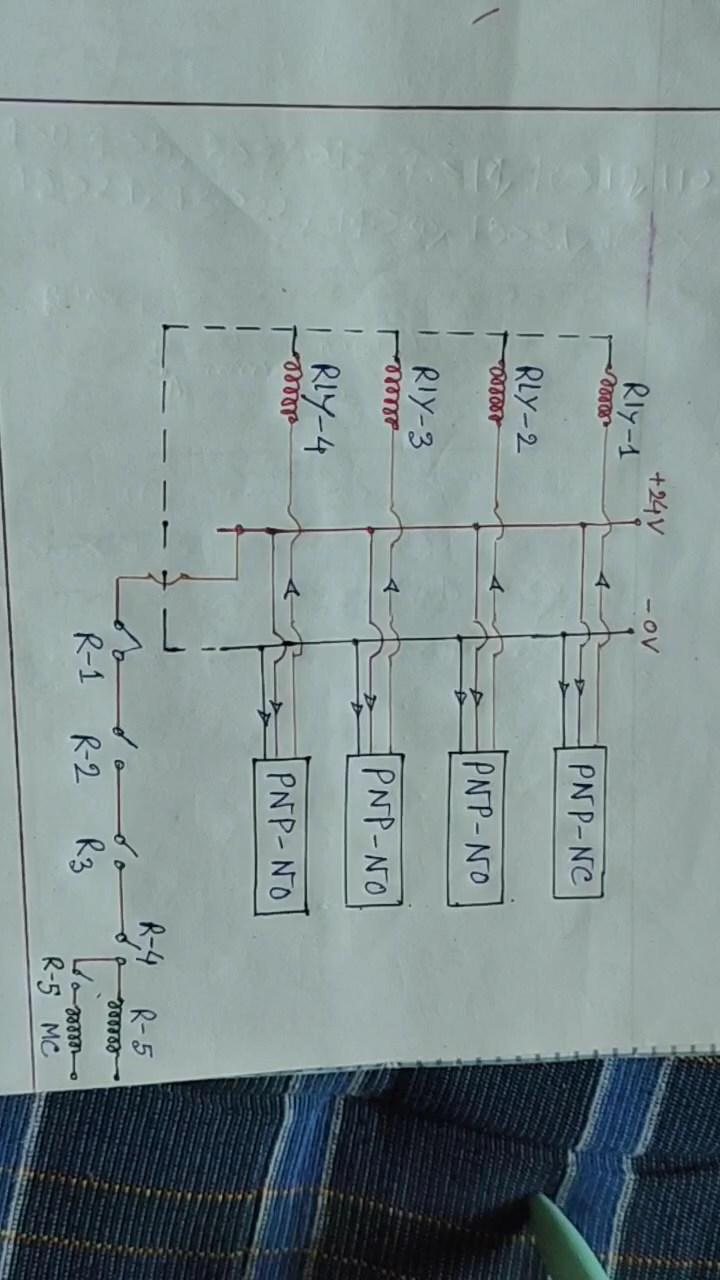 +24V
-0V
Rly-1
PNP-NC
Rly-2
PNP-NO
Rly-3
PNP-NO
Rly-4
PNP-NO
R-1
R-2
R3
R-4
R-5
R-5
MC